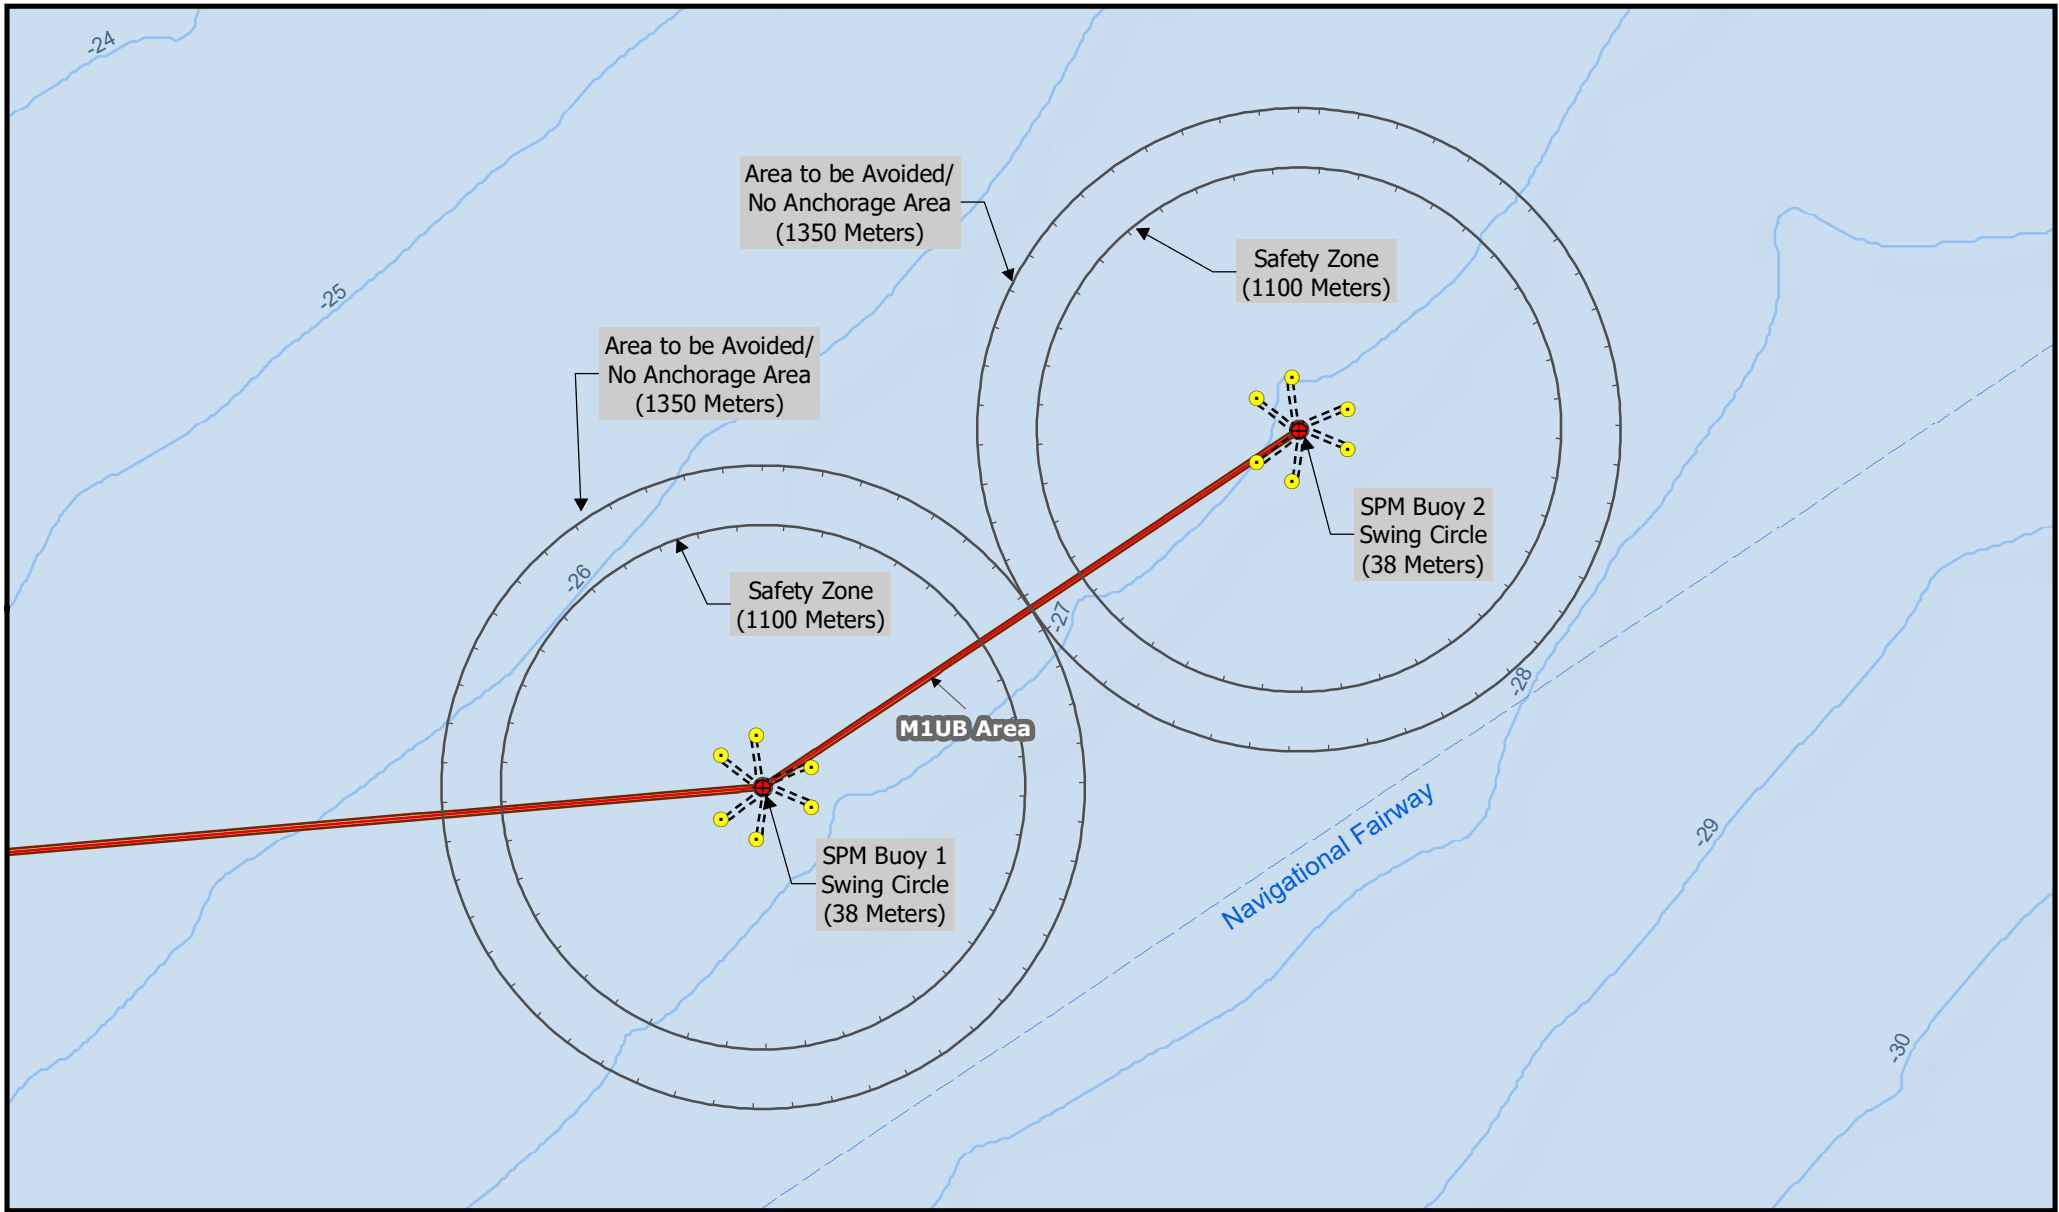 -24
Area to be Avoided/
No Anchorage Area
(1350 Meters)
Safety Zone
(1100 Meters)
-25
Area to be Avoided/
No Anchorage Area
(1350 Meters)
SPM Buoy 2
Swing Circle
(38 Meters)
-26
Safety Zone
(1100 Meters)
-27
-28
M1UB Area
Navigational Fairway
-29
SPM Buoy 1
Swing Circle
(38 Meters)
-30